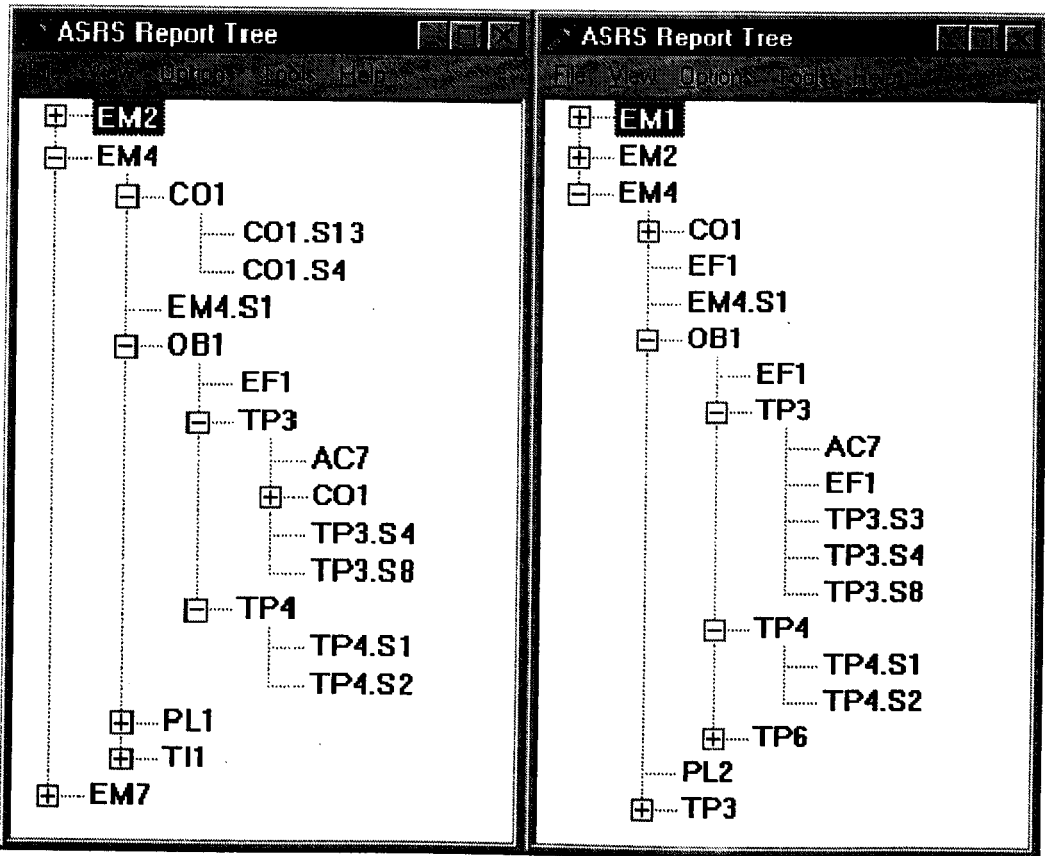 ASRS Report Tree
Options Tools Help
EM2
EM4
CO1
CO1.S13
CO1.S4
EM4.S1
OB1
EF1
TP3
AC7
CO1
TP3.S4
TP3.S8
TP4
TP4.S1
TP4.S2
PL1
TI1
EM7
ASRS Report Tree
File View Options Tools
EM1
EM2
EM4
CO1
EF1
EM4.S1
OB1
EF1
TP3
AC7
EF1
TP3.S3
TP3.S4
TP3.S8
TP4
TP4.S1
TP4.S2
TP6
PL2
TP3